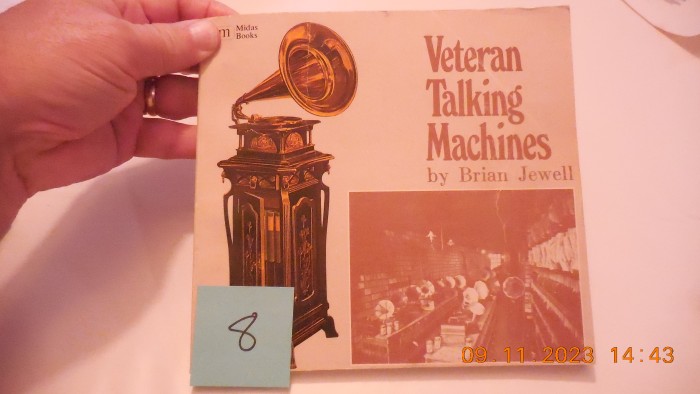 m Midas
Books
Veteran
Talking
Machines
by Brian Jewell
8
09.11.2023 14:43